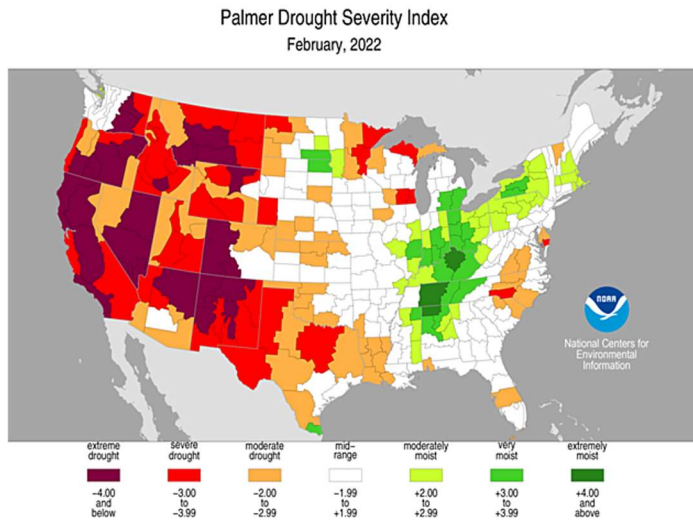 Palmer Drought Severity Index
February, 2022
NOAA
National Centers for
Environmental
Information
extreme
drought
severe
drought
moderate
drought
mid-
range
moderately
moist
very
moist
extremely
moist
−4.00
and
below
−3.00
to
−3.99
−2.00
to
−2.99
−1.99
to
+1.99
+2.00
to
+2.99
+3.00
to
+3.99
+4.00
and
above